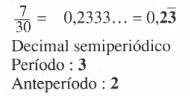 7/30 = 0,2333... = 0,23̅
Decimal semiperiódico
Período : 3
Anteperíodo : 2